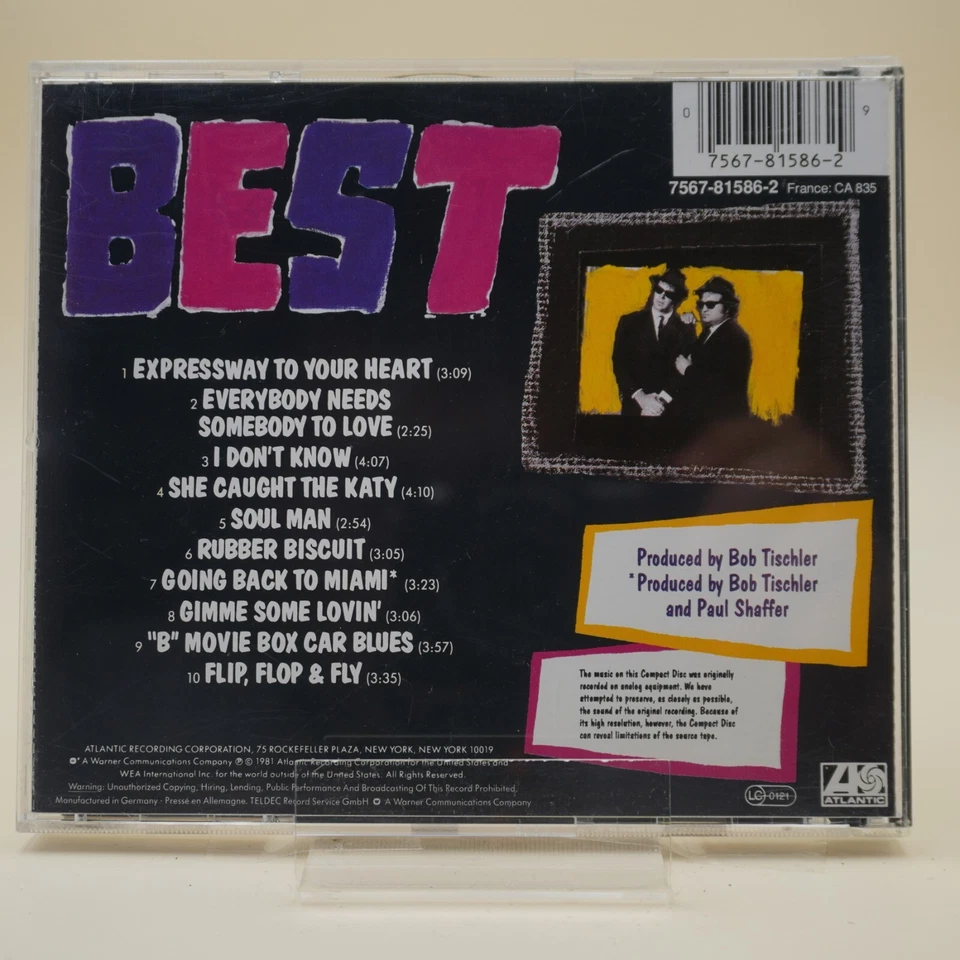 BEST
0 9
7567-81586-2
7567-81586-2 France: CA 835
1 EXPRESSWAY TO YOUR HEART (3:09)
2 EVERYBODY NEEDS
SOMEBODY TO LOVE (2:25)
3 I DON'T KNOW (4:07)
4 SHE CAUGHT THE KATY (4:10)
5 SOUL MAN (2:54)
6 RUBBER BISCUIT (3:05)
7 GOING BACK TO MIAMI* (3:23)
8 GIMME SOME LOVIN' (3:06)
9 "B" MOVIE BOX CAR BLUES (3:57)
10 FLIP, FLOP & FLY (3:35)
Produced by Bob Tischler
*Produced by Bob Tischler
and Paul Shaffer
The music on this Compact Disc was originally
recorded on analog equipment. We have
attempted to preserve, as closely as possible,
the sound of the original recording. Because of
its high resolution, however, the Compact Disc
can reveal limitations of the source tape.
ATLANTIC RECORDING CORPORATION, 75 ROCKEFELLER PLAZA, NEW YORK, NEW YORK 10019
A Warner Communications Company ℗ © 1981 Atlantic Recording Corporation for the United States and
WEA International Inc. for the world outside of the United States. All Rights Reserved.
Warning: Unauthorized Copying, Hiring, Lending, Public Performance And Broadcasting Of This Record Prohibited.
Manufactured in Germany · Pressé en Allemagne. TELDEC Record Service GmbH A Warner Communications Company
LC 0121
ATLANTIC